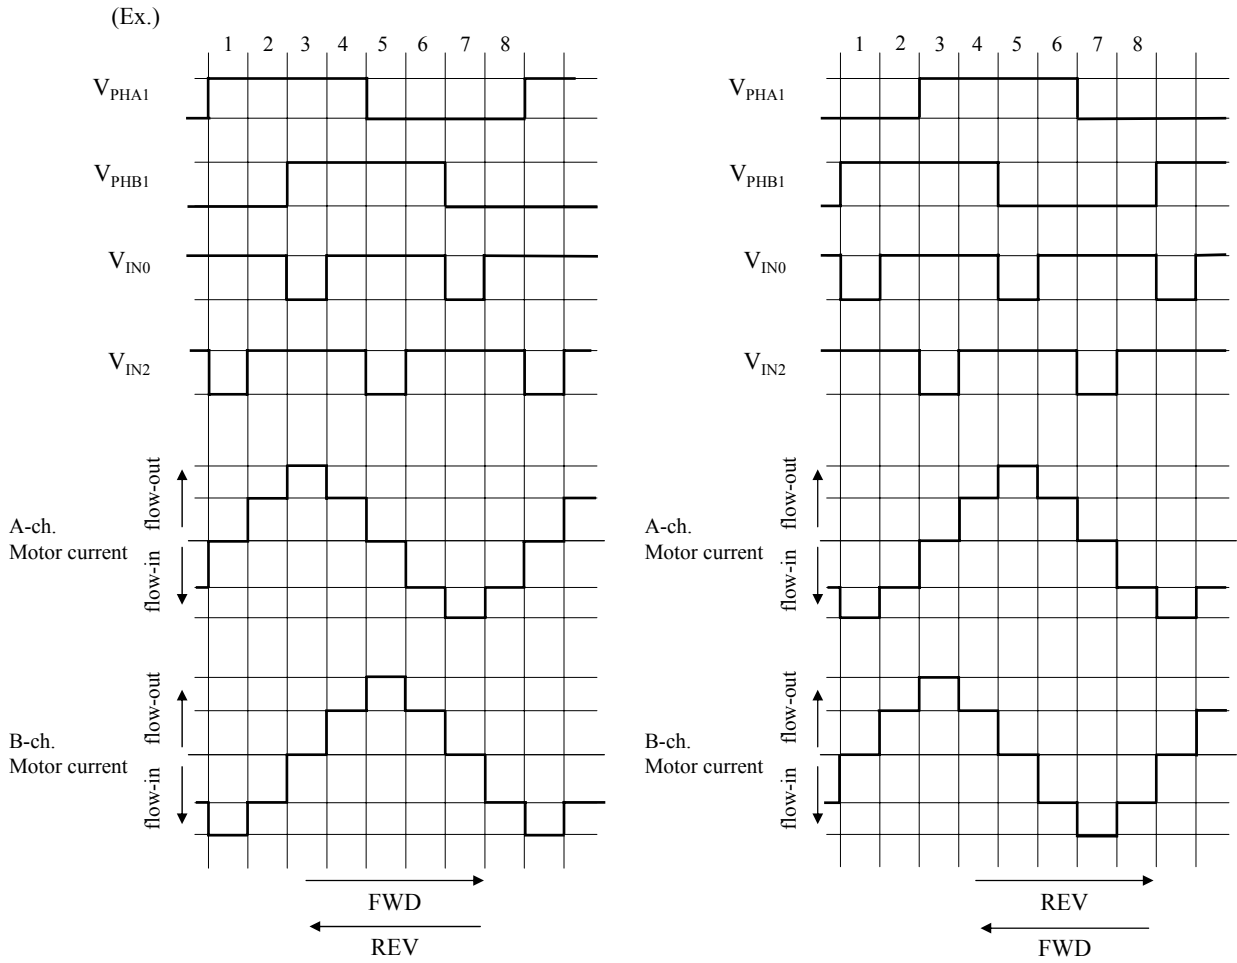 (Ex.)
1 2 3 4 5 6 7 8
VPHA1
VPHB1
VIN0
VIN2
flow-out
A-ch.
Motor current
flow-in
flow-out
B-ch.
Motor current
flow-in
FWD
REV
1 2 3 4 5 6 7 8
VPHA1
VPHB1
VIN0
VIN2
flow-out
A-ch.
Motor current
flow-in
flow-out
B-ch.
Motor current
flow-in
REV
FWD